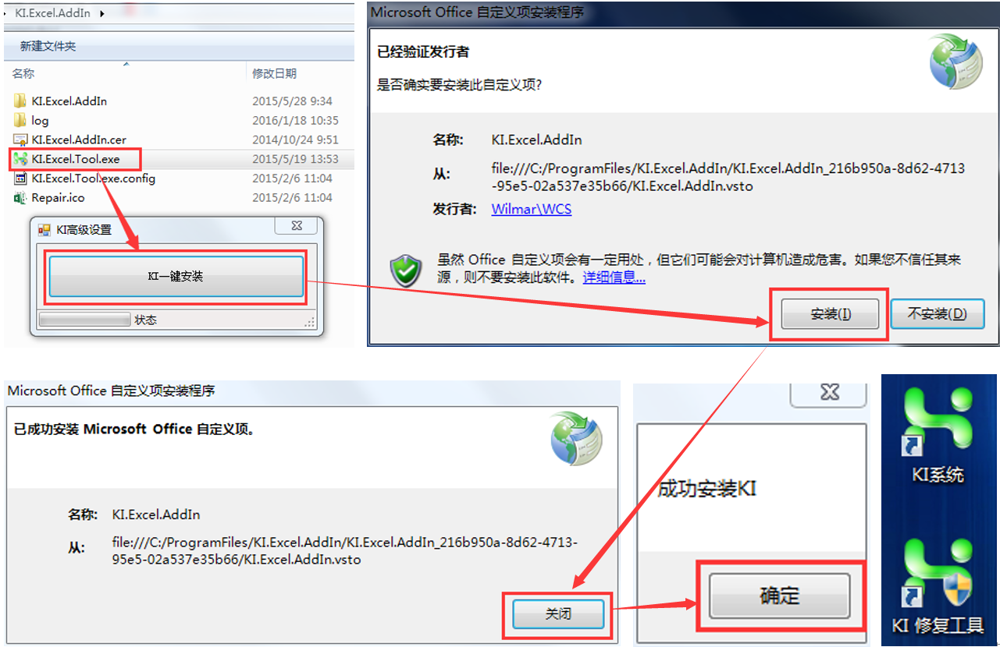 KI.Excel.AddIn
新建文件夹
名称 修改日期
KI.Excel.AddIn 2015/5/28 9:34
log 2016/1/18 10:35
KI.Excel.AddIn.cer 2014/10/24 9:51
KI.Excel.Tool.exe 2015/5/19 13:53
KI.Excel.Tool.exe.config 2015/2/6 11:04
Repair.ico 2015/2/6 11:04
KI高级设置
KI一键安装
状态
Microsoft Office 自定义项安装程序
已经验证发行者
是否确实要安装此自定义项?
名称: KI.Excel.AddIn
从: file:///C:/ProgramFiles/KI.Excel.AddIn/KI.Excel.AddIn_216b950a-8d62-4713
-95e5-02a537e35b66/KI.Excel.AddIn.vsto
发行者: Wilmar\WCS
虽然 Office 自定义项会有一定用处，但它们可能会对计算机造成危害。如果您不信任其来
源，则不要安装此软件。详细信息...
安装(I) 不安装(D)
Microsoft Office 自定义项安装程序
已成功安装 Microsoft Office 自定义项。
名称: KI.Excel.AddIn
从: file:///C:/ProgramFiles/KI.Excel.AddIn/KI.Excel.AddIn_216b950a-8d62-4713-
95e5-02a537e35b66/KI.Excel.AddIn.vsto
关闭
成功安装KI
确定
KI系统
KI 修复工具